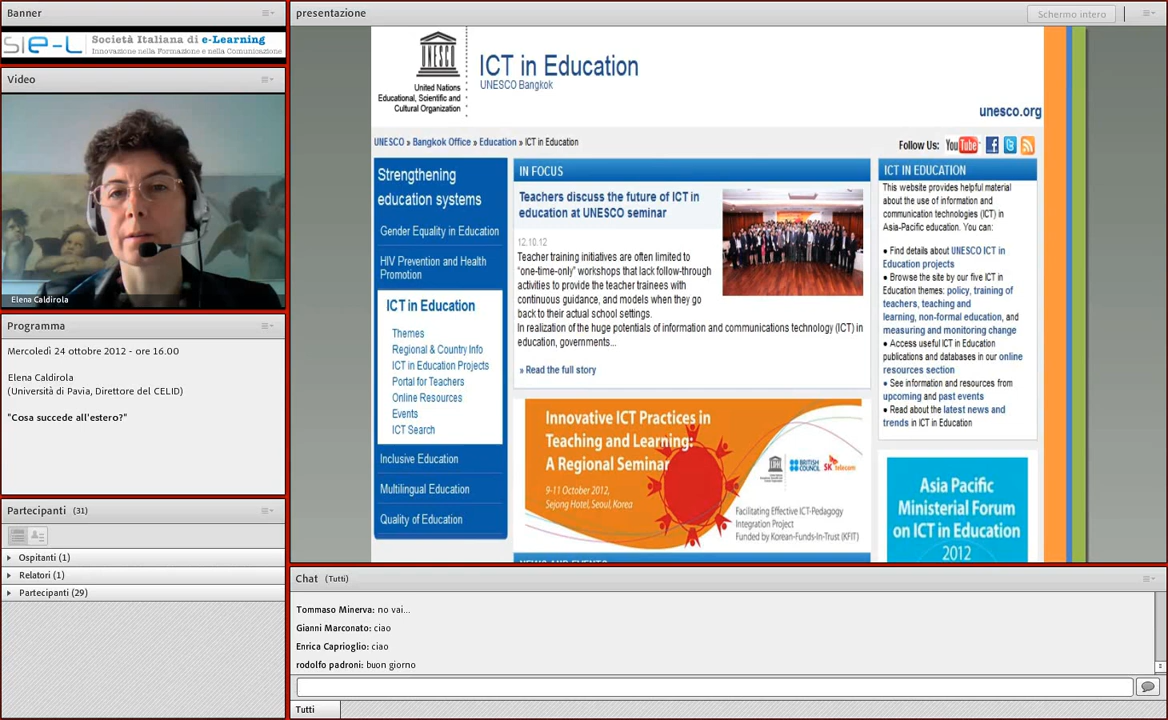 Banner
SIe-L
Società Italiana di e-Learning
Innovazione nella Formazione e nella Comunicazione
Video
Elena Caldirola
Programma
Mercoledì 24 ottobre 2012 - ore 16.00
Elena Caldirola
(Università di Pavia, Direttore del CELID)
"Cosa succede all'estero?"
Partecipanti (31)
Ospitanti (1)
Relatori (1)
Partecipanti (29)
presentazione
Schermo intero
UNESCO
United Nations
Educational, Scientific and
Cultural Organization
ICT in Education
UNESCO Bangkok
unesco.org
UNESCO » Bangkok Office » Education » ICT in Education
Follow Us: YouTube
Strengthening
education systems
Gender Equality in Education
HIV Prevention and Health
Promotion
ICT in Education
Themes
Regional & Country Info
ICT in Education Projects
Portal for Teachers
Online Resources
Events
ICT Search
Inclusive Education
Multilingual Education
Quality of Education
IN FOCUS
Teachers discuss the future of ICT in
education at UNESCO seminar
12.10.12
Teacher training initiatives are often limited to
“one-time-only” workshops that lack follow-through
activities to provide the teacher trainees with
continuous guidance, and models when they go
back to their actual school settings.
In realization of the huge potentials of information and communications technology (ICT) in
education, governments...
» Read the full story
Innovative ICT Practices in
Teaching and Learning:
A Regional Seminar
9-11 October 2012,
Sejong Hotel, Seoul, Korea
BRITISH
COUNCIL
SK telecom
Facilitating Effective ICT-Pedagogy
Integration Project
Funded by Korean-Funds-In-Trust (KFIT)
NEWS AND EVENTS
ICT IN EDUCATION
This website provides helpful material
about the use of information and
communication technologies (ICT) in
Asia-Pacific education. You can:
• Find details about UNESCO ICT in
Education projects
• Browse the site by our five ICT in
Education themes: policy, training of
teachers, teaching and
learning, non-formal education, and
measuring and monitoring change
• Access useful ICT in Education
publications and databases in our online
resources section
• See information and resources from
upcoming and past events
• Read about the latest news and
trends in ICT in Education
Asia Pacific
Ministerial Forum
on ICT in Education
2012
Chat (Tutti)
Tommaso Minerva: no vai...
Gianni Marconato: ciao
Enrica Caprioglio: ciao
rodolfo padroni: buon giorno
Tutti